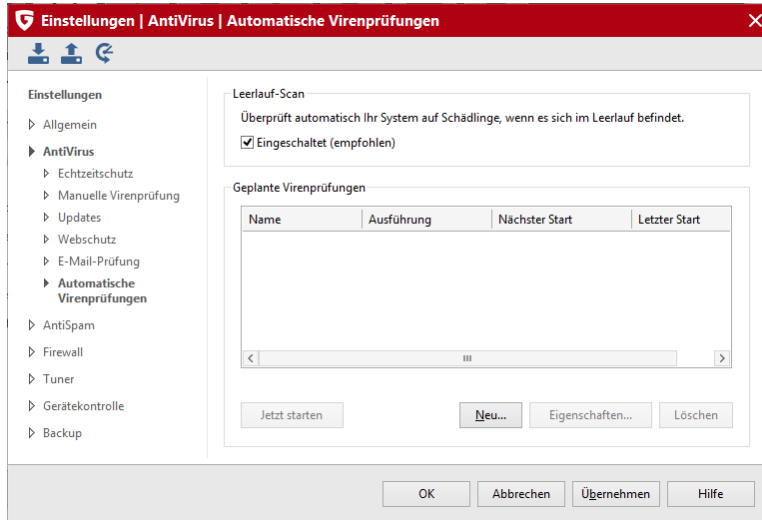 Einstellungen | AntiVirus | Automatische Virenprüfungen
Einstellungen
Allgemein
AntiVirus
Echtzeitschutz
Manuelle Virenprüfung
Updates
Webschutz
E-Mail-Prüfung
Automatische
Virenprüfungen
AntiSpam
Firewall
Tuner
Gerätekontrolle
Backup
Leerlauf-Scan
Überprüft automatisch Ihr System auf Schädlinge, wenn es sich im Leerlauf befindet.
Eingeschaltet (empfohlen)
Geplante Virenprüfungen
Name Ausführung Nächster Start Letzter Start
Jetzt starten Neu... Eigenschaften... Löschen
OK Abbrechen Übernehmen Hilfe